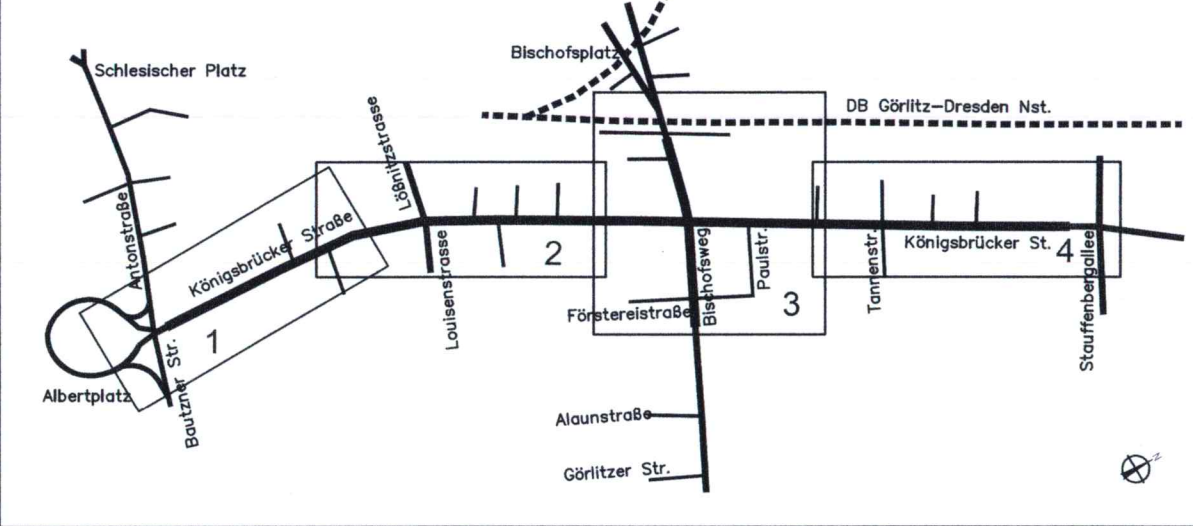 Bischofsplatz
Schlesischer Platz
DB Görlitz-Dresden Nst.
Lößnitzstrasse
Antonstraße
Königsbrücker Straße
2
Königsbrücker St.
4
Louisenstrasse
Bischofsweg
Paulstr.
Tannenstr.
Stauffenbergallee
3
Förstereistraße
1
Albertplatz
Bautzner Str.
Alaunstraße
Görlitzer Str.
N